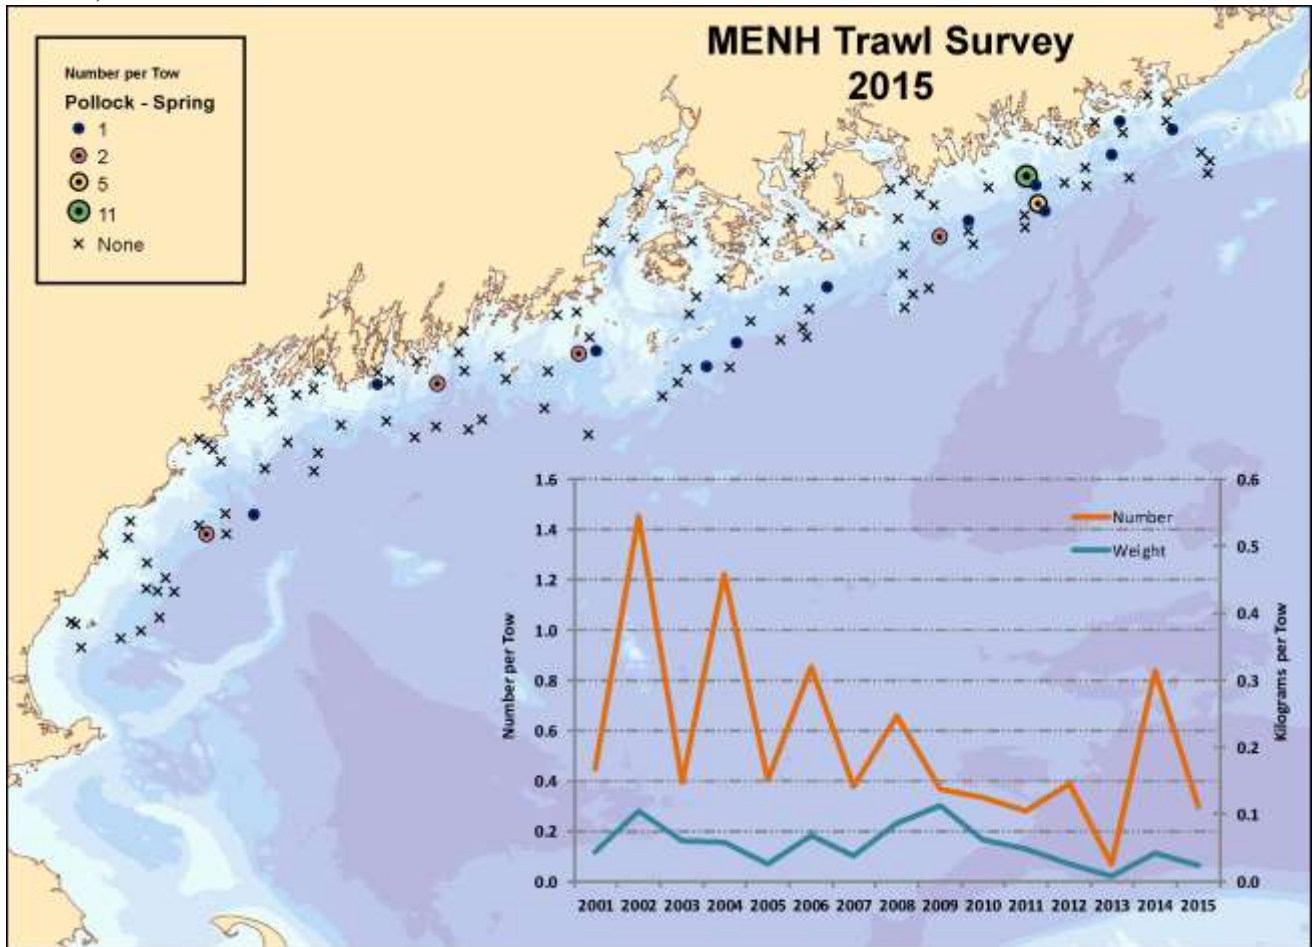 MENH Trawl Survey
2015
Number per Tow
Pollock - Spring
1
2
5
11
None
1.6
1.4
1.2
1.0
0.8
0.6
0.4
0.2
0.0
Number per Tow
Number
Weight
0.6
0.5
0.4
0.3
0.2
0.1
0.0
Kilograms per Tow
2001 2002 2003 2004 2005 2006 2007 2008 2009 2010 2011 2012 2013 2014 2015